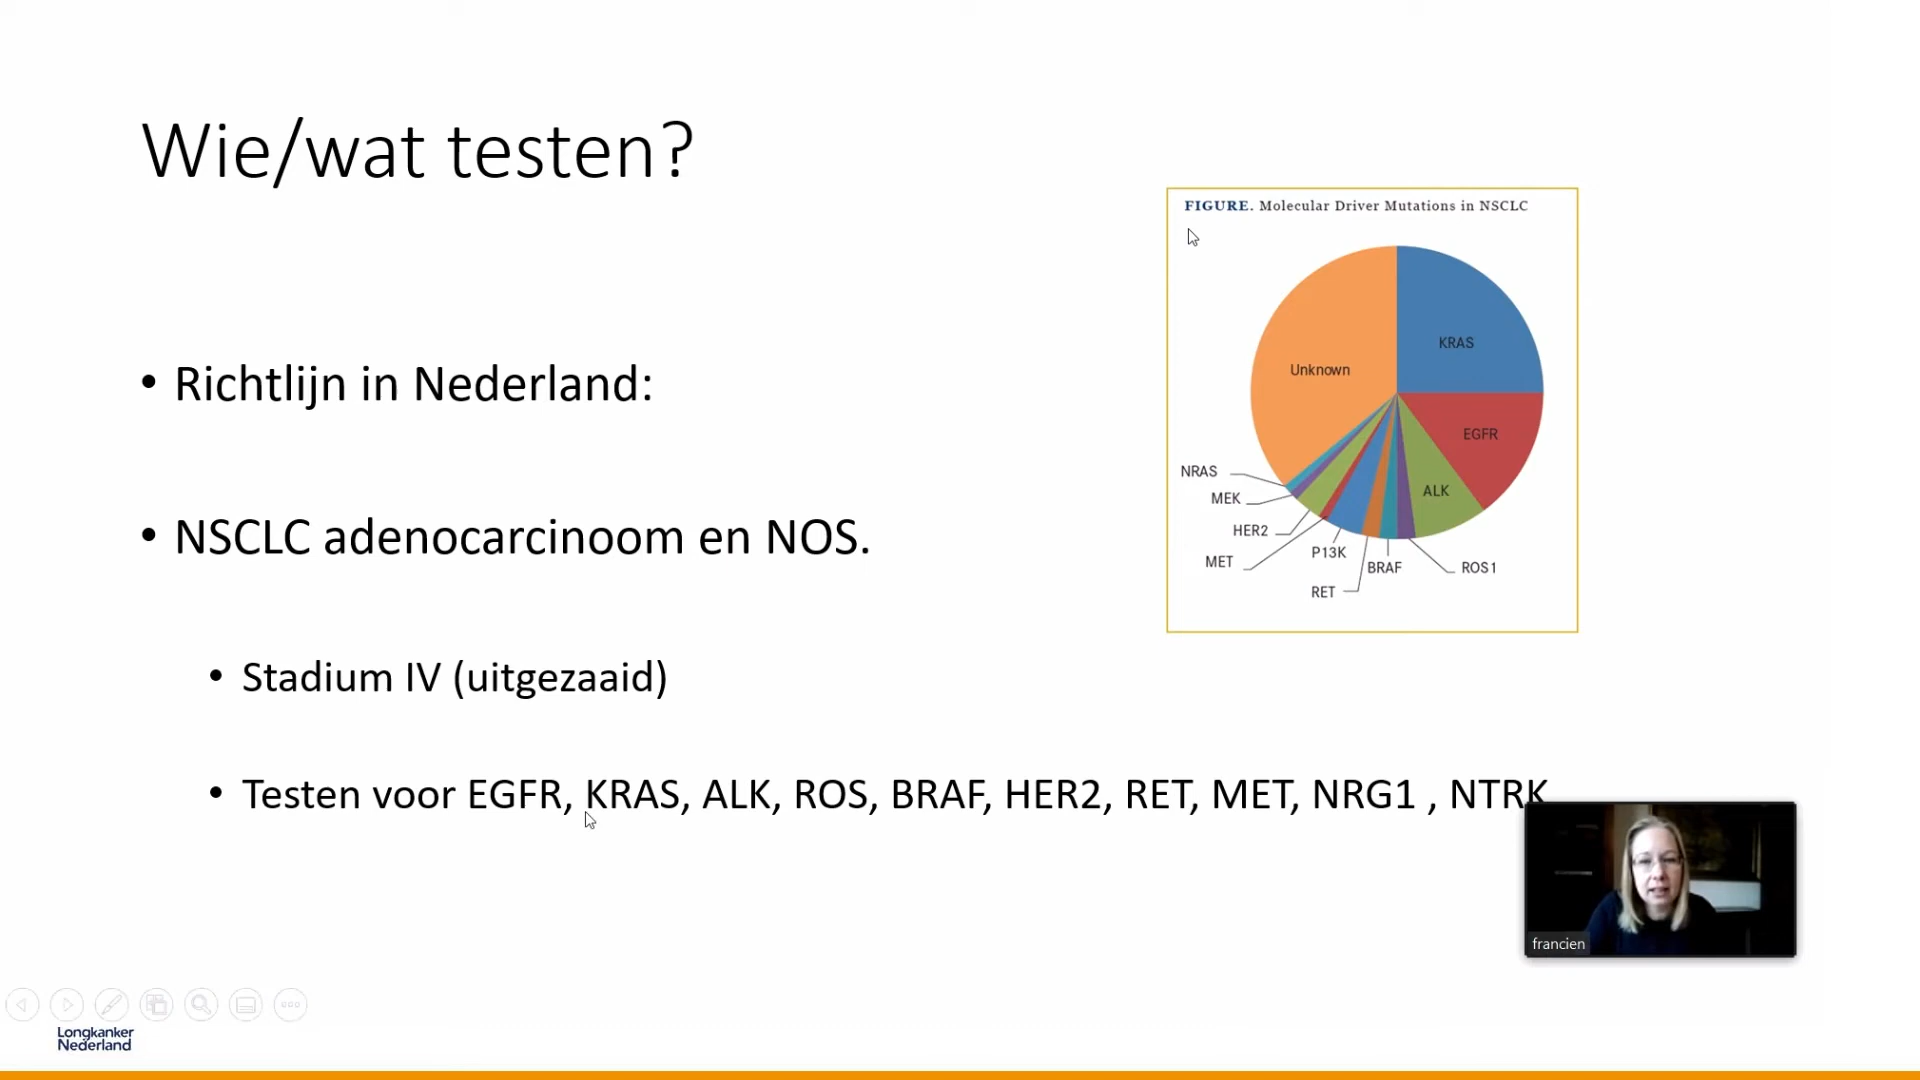 Wie/wat testen?
• Richtlijn in Nederland:
• NSCLC adenocarcinoom en NOS.
• Stadium IV (uitgezaaid)
• Testen voor EGFR, KRAS, ALK, ROS, BRAF, HER2, RET, MET, NRG1 , NTRK
FIGURE. Molecular Driver Mutations in NSCLC
KRAS
Unknown
EGFR
NRAS
ALK
MEK
HER2
P13K
MET
BRAF
ROS1
RET
francien
Longkanker
Nederland